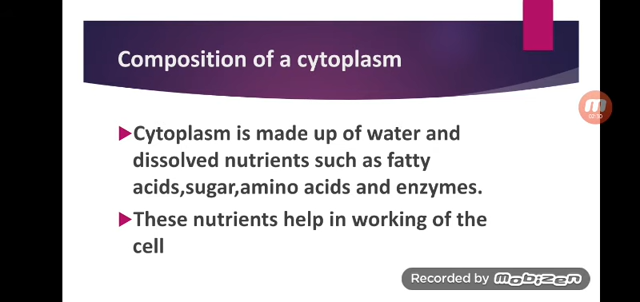 Composition of a cytoplasm
Cytoplasm is made up of water and
dissolved nutrients such as fatty
acids,sugar,amino acids and enzymes.
These nutrients help in working of the
cell
Recorded by mobizen